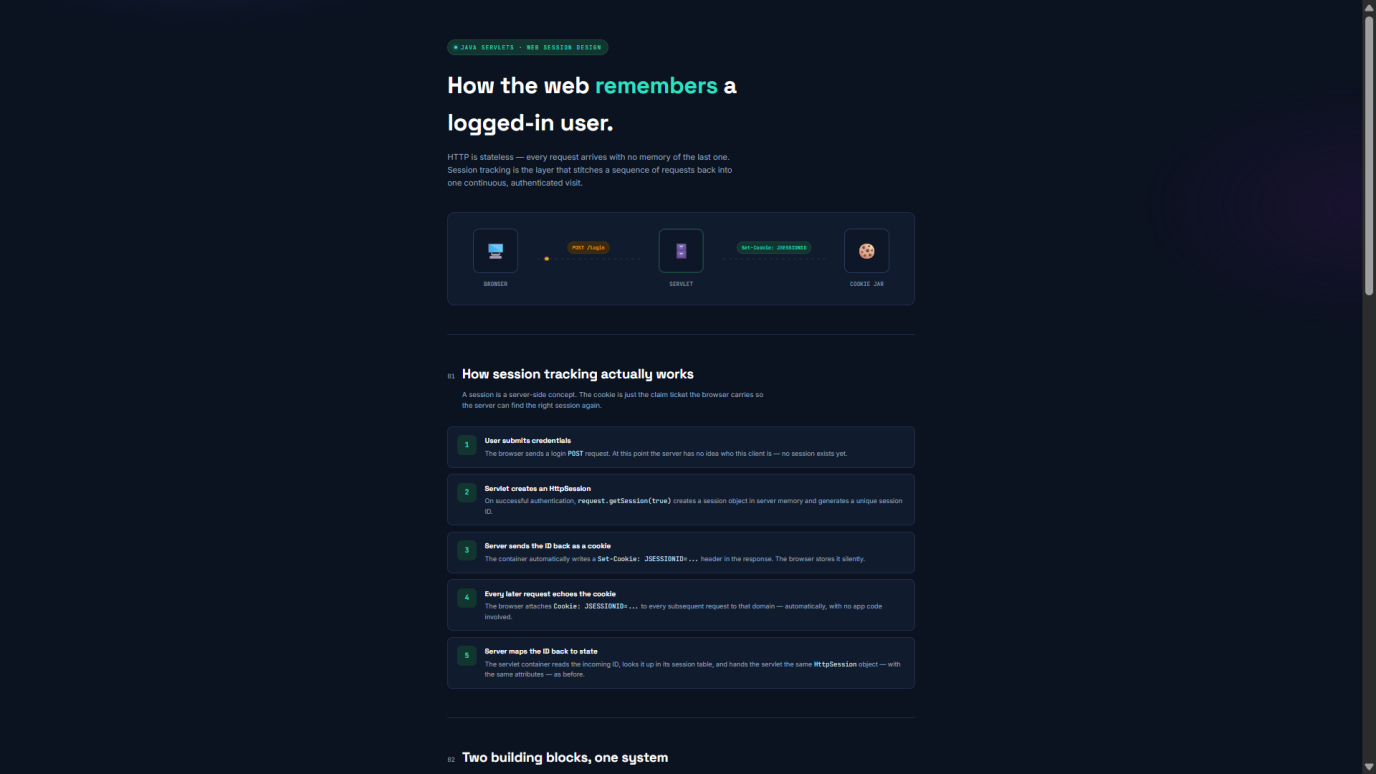 JAVA SERVLETS · WEB SESSION DESIGN
How the web remembers a
logged-in user.
HTTP is stateless — every request arrives with no memory of the last one.
Session tracking is the layer that stitches a sequence of requests back into
one continuous, authenticated visit.
POST /login
Set-Cookie: JSESSIONID
BROWSER
SERVLET
COOKIE JAR
01 How session tracking actually works
A session is a server-side concept. The cookie is just the claim ticket the browser carries so
the server can find the right session again.
1 User submits credentials
The browser sends a login POST request. At this point the server has no idea who this client is — no session exists yet.
2 Servlet creates an HttpSession
On successful authentication, request.getSession(true) creates a session object in server memory and generates a unique session
ID.
3 Server sends the ID back as a cookie
The container automatically writes a Set-Cookie: JSESSIONID=... header in the response. The browser stores it silently.
4 Every later request echoes the cookie
The browser attaches Cookie: JSESSIONID=... to every subsequent request to that domain — automatically, with no app code
involved.
5 Server maps the ID back to state
The servlet container reads the incoming ID, looks it up in its session table, and hands the servlet the same HttpSession object — with
the same attributes — as before.
02 Two building blocks, one system